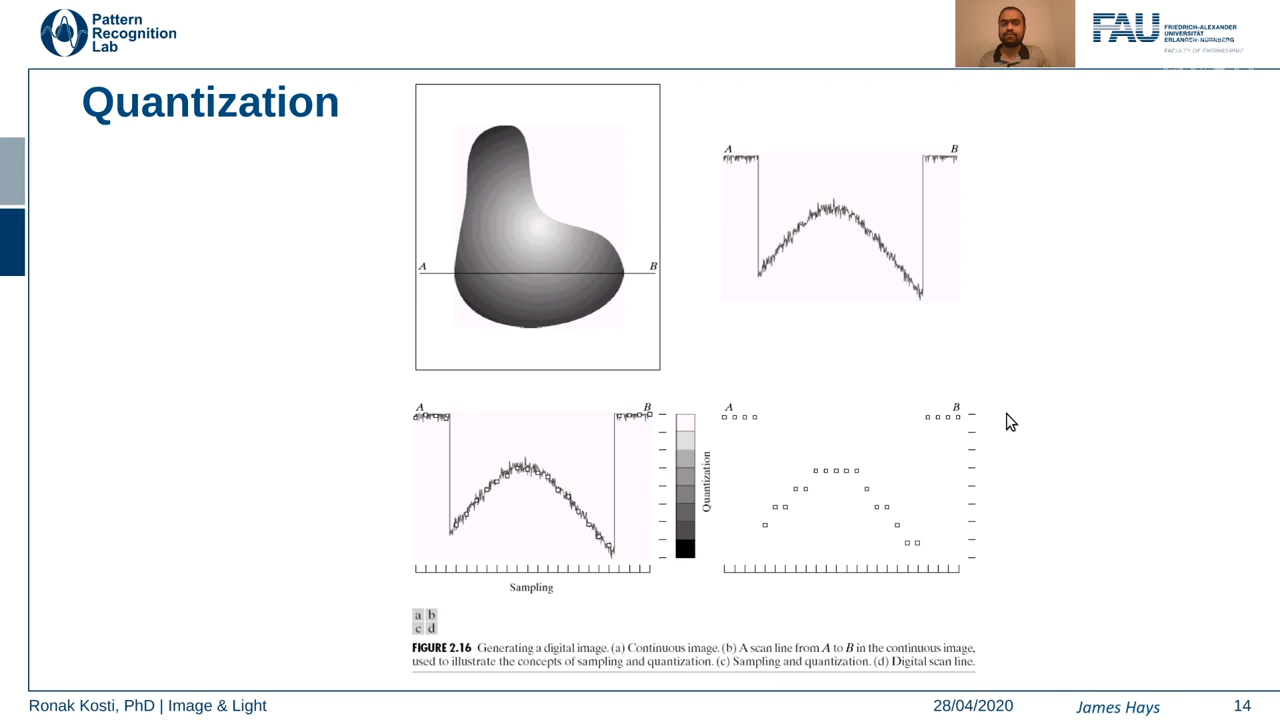 Pattern
Recognition
Lab
FAU
FRIEDRICH-ALEXANDER
UNIVERSITÄT
ERLANGEN-NÜRNBERG
FACULTY OF ENGINEERING
Quantization
A B
A B
A B
Quantization
A B
Sampling
a b
c d
FIGURE 2.16 Generating a digital image. (a) Continuous image. (b) A scan line from A to B in the continuous image,
used to illustrate the concepts of sampling and quantization. (c) Sampling and quantization. (d) Digital scan line.
Ronak Kosti, PhD | Image & Light 28/04/2020 James Hays 14